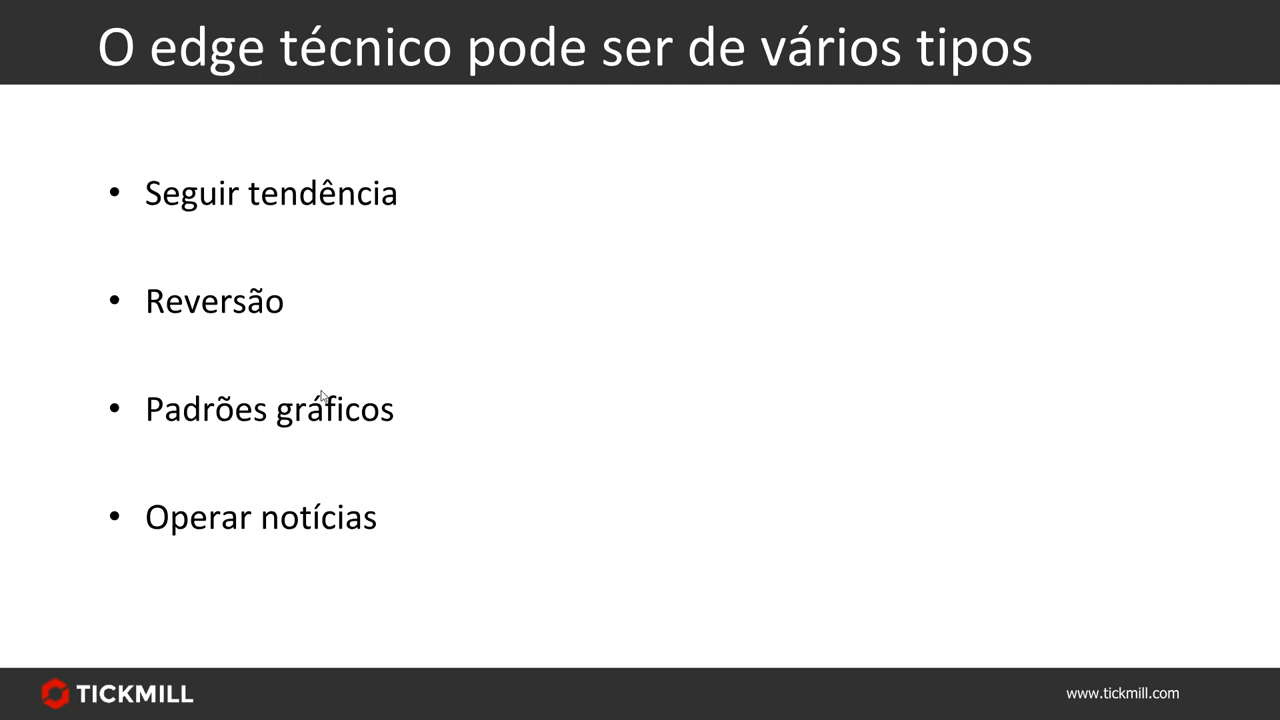 O edge técnico pode ser de vários tipos
• Seguir tendência
• Reversão
• Padrões gráficos
• Operar notícias
TICKMILL
www.tickmill.com